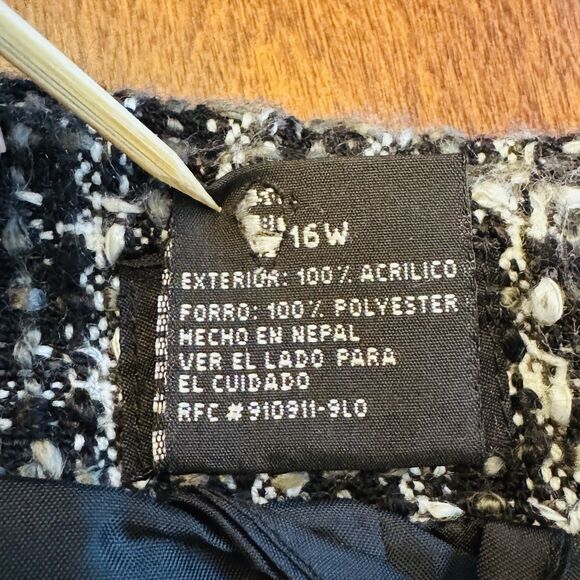 16W
EXTERIOR: 100% ACRILICO
FORRO: 100% POLYESTER
HECHO EN NEPAL
VER EL LADO PARA
EL CUIDADO
RFC #910911-9L0